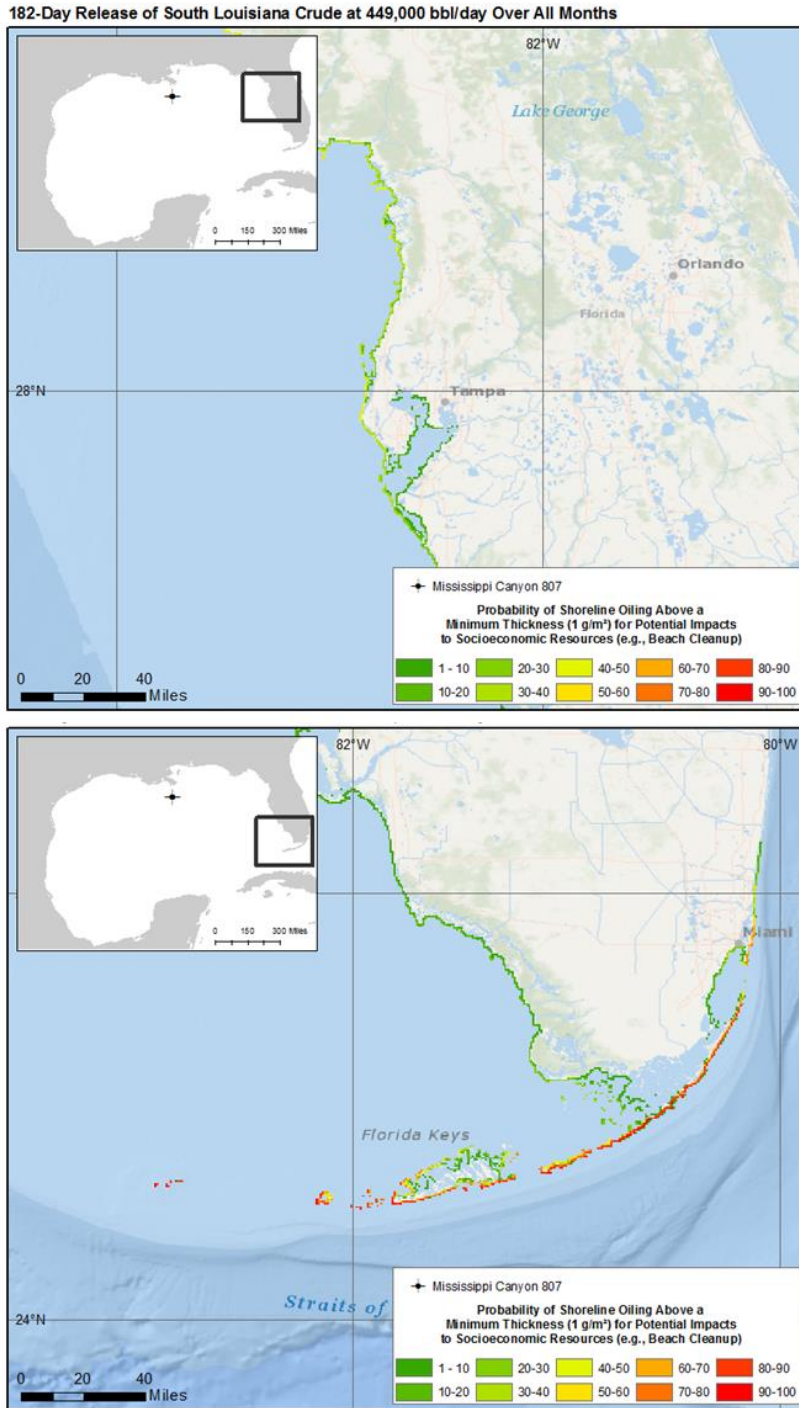 182-Day Release of South Louisiana Crude at 449,000 bbl/day Over All Months
82°W
Lake George
0 150 300 Miles
Orlando
Florida
28°N
Tampa
Mississippi Canyon 807
Probability of Shoreline Oiling Above a
Minimum Thickness (1 g/m²) for Potential Impacts
to Socioeconomic Resources (e.g., Beach Cleanup)
1 - 10 20-30 40-50 60-70 80-90
10-20 30-40 50-60 70-80 90-100
0 20 40
Miles
82°W 80°W
0 150 300 Miles
Miami
Florida Keys
Straits of
24°N
Mississippi Canyon 807
Probability of Shoreline Oiling Above a
Minimum Thickness (1 g/m²) for Potential Impacts
to Socioeconomic Resources (e.g., Beach Cleanup)
1 - 10 20-30 40-50 60-70 80-90
10-20 30-40 50-60 70-80 90-100
0 20 40
Miles